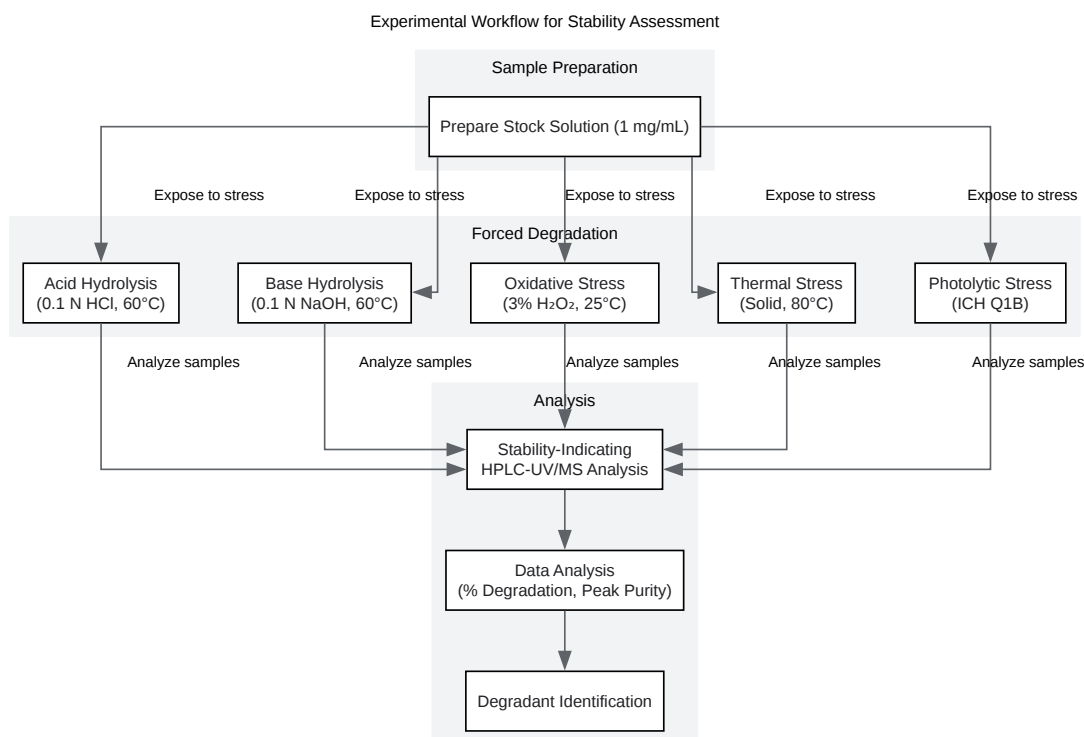 Experimental Workflow for Stability Assessment
Sample Preparation
Prepare Stock Solution (1 mg/mL)
Expose to stress
Expose to stress
Expose to stress
Expose to stress
Expose to stress
Forced Degradation
Acid Hydrolysis
(0.1 N HCl, 60°C)
Base Hydrolysis
(0.1 N NaOH, 60°C)
Oxidative Stress
(3% H₂O₂, 25°C)
Thermal Stress
(Solid, 80°C)
Photolytic Stress
(ICH Q1B)
Analyze samples
Analyze samples
Analyze samples
Analyze samples
Analyze samples
Analysis
Stability-Indicating
HPLC-UV/MS Analysis
Data Analysis
(% Degradation, Peak Purity)
Degradant Identification